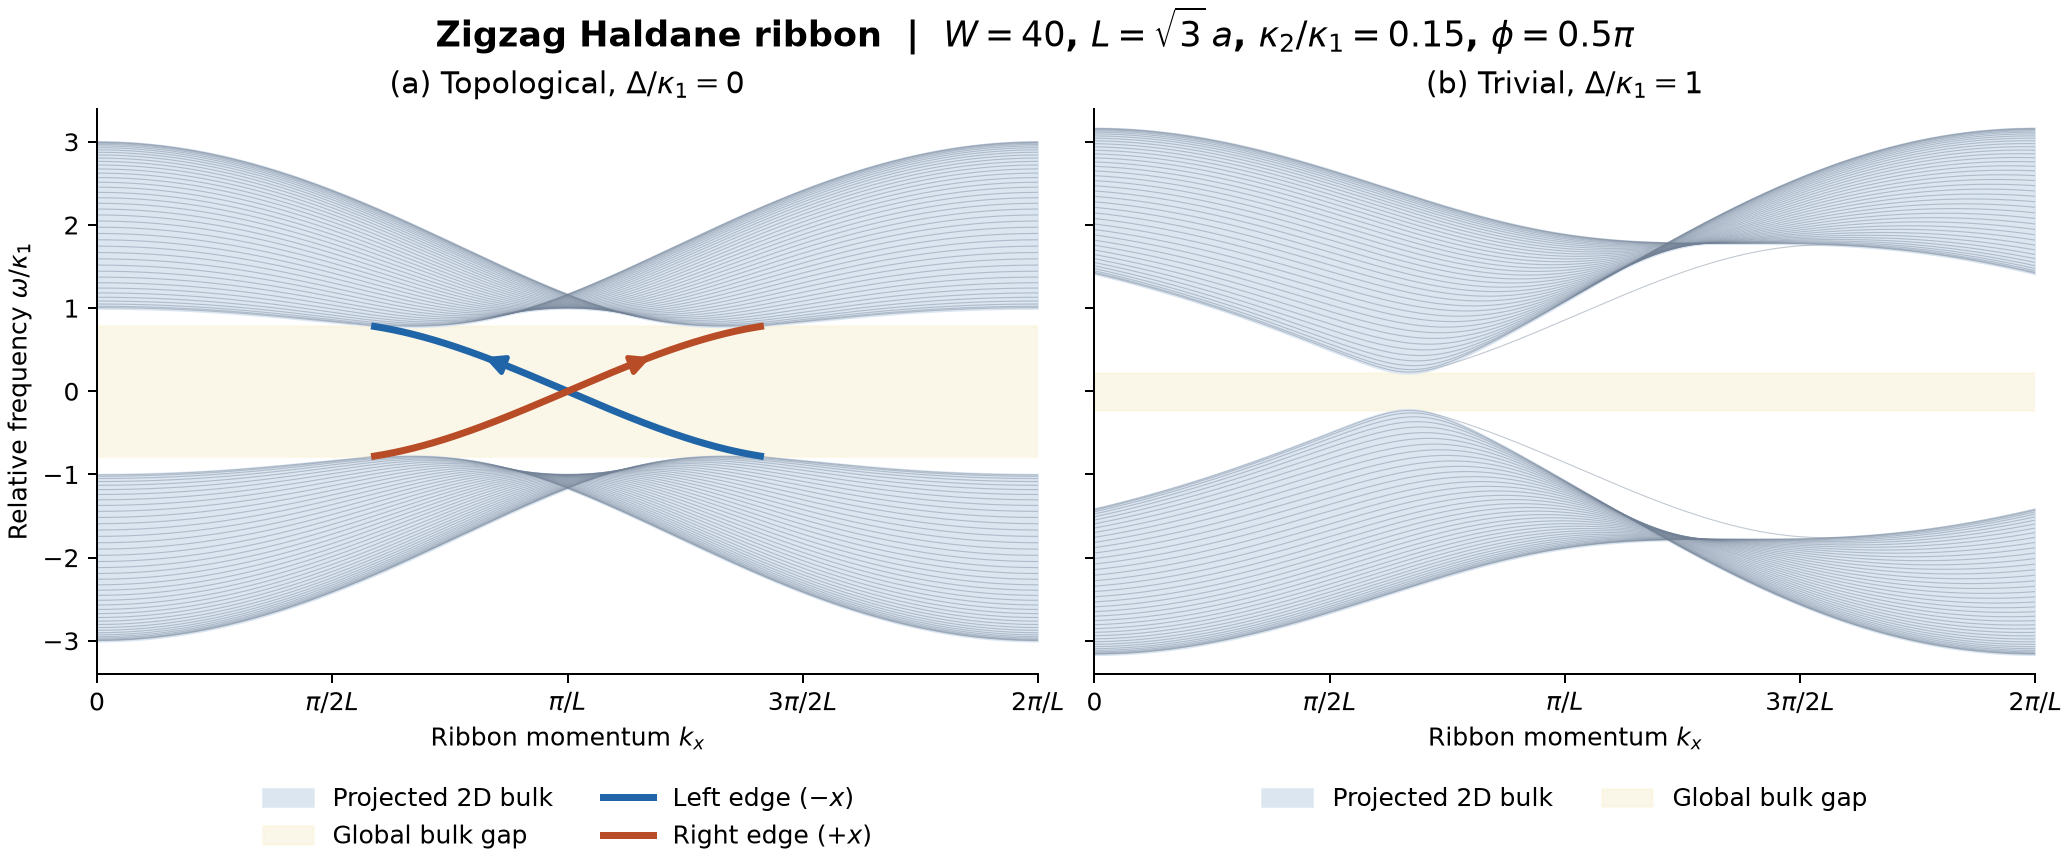 Zigzag Haldane ribbon | W = 40, L = √3 a, κ₂/κ₁ = 0.15, ϕ = 0.5π
(a) Topological, Δ/κ₁ = 0
(b) Trivial, Δ/κ₁ = 1
Relative frequency ω/κ₁
3
2
1
0
−1
−2
−3
0 π/2L π/L 3π/2L 2π/L
0 π/2L π/L 3π/2L 2π/L
Ribbon momentum kₓ
Ribbon momentum kₓ
Projected 2D bulk
Global bulk gap
Left edge (−x)
Right edge (+x)
Projected 2D bulk
Global bulk gap